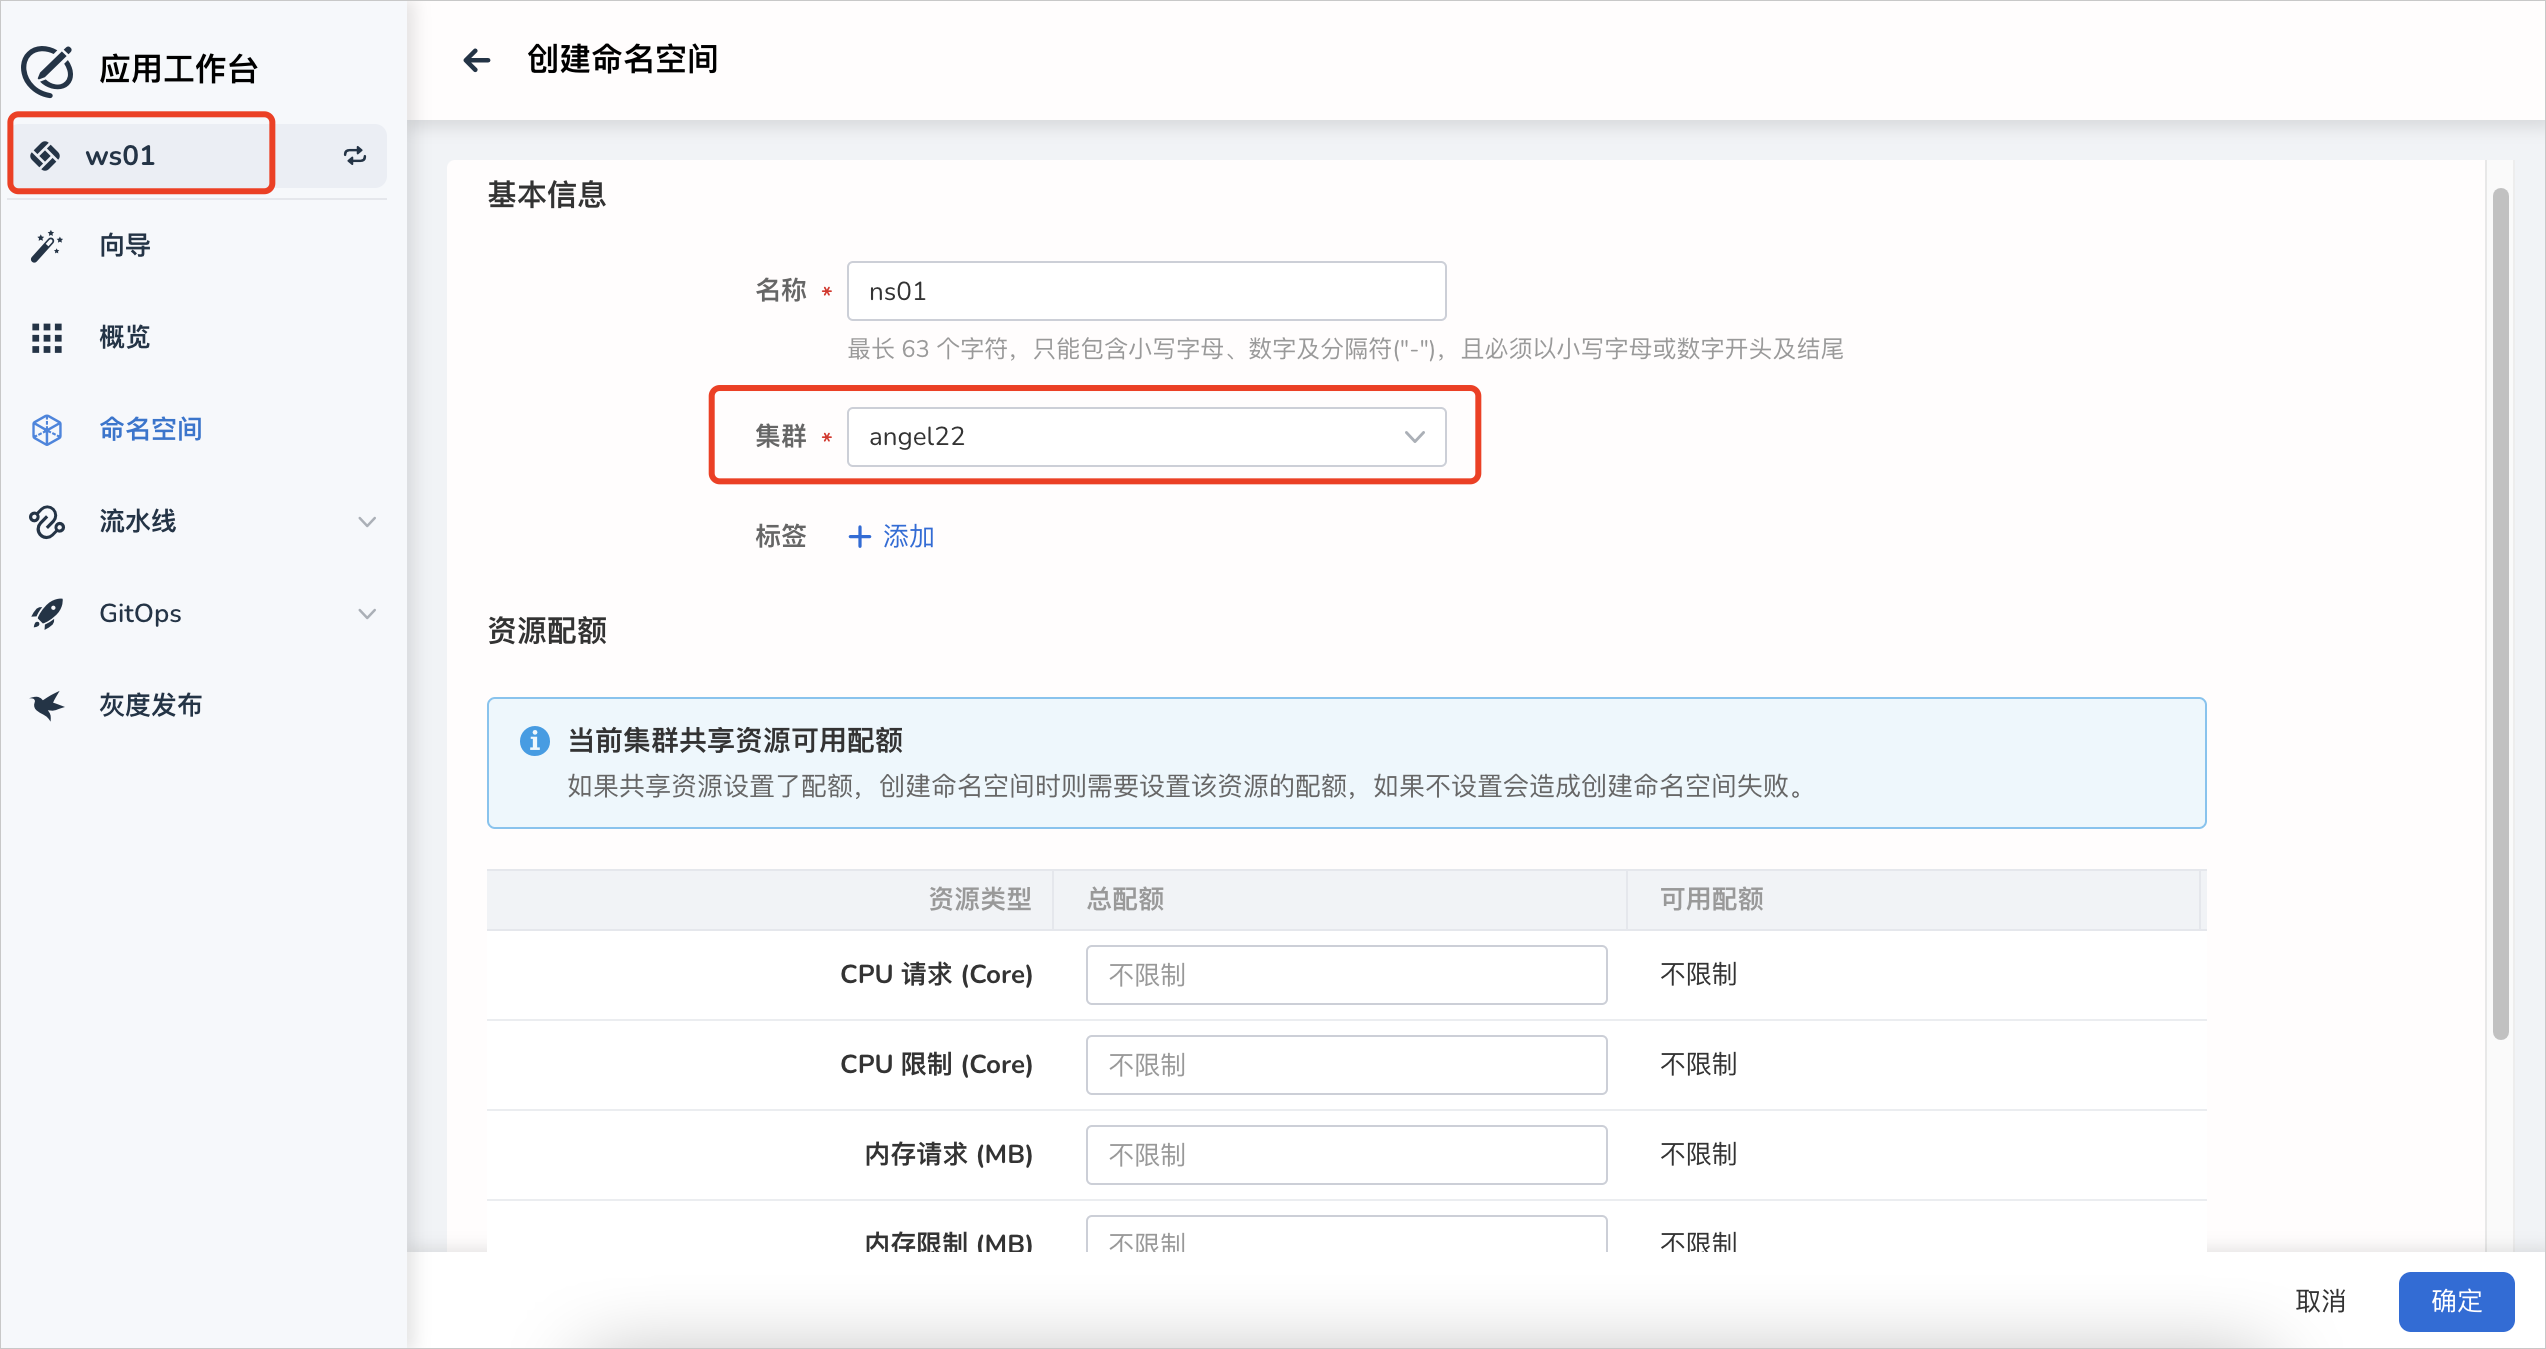 应用工作台
ws01
向导
概览
命名空间
流水线
GitOps
灰度发布
创建命名空间
基本信息
名称 * ns01
最长 63 个字符，只能包含小写字母、数字及分隔符("-")，且必须以小写字母或数字开头及结尾
集群 * angel22
标签 + 添加
资源配额
当前集群共享资源可用配额
如果共享资源设置了配额，创建命名空间时则需要设置该资源的配额，如果不设置会造成创建命名空间失败。
资源类型 总配额 可用配额
CPU 请求 (Core) 不限制 不限制
CPU 限制 (Core) 不限制 不限制
内存请求 (MB) 不限制 不限制
内存限制 (MB) 不限制 不限制
取消 确定